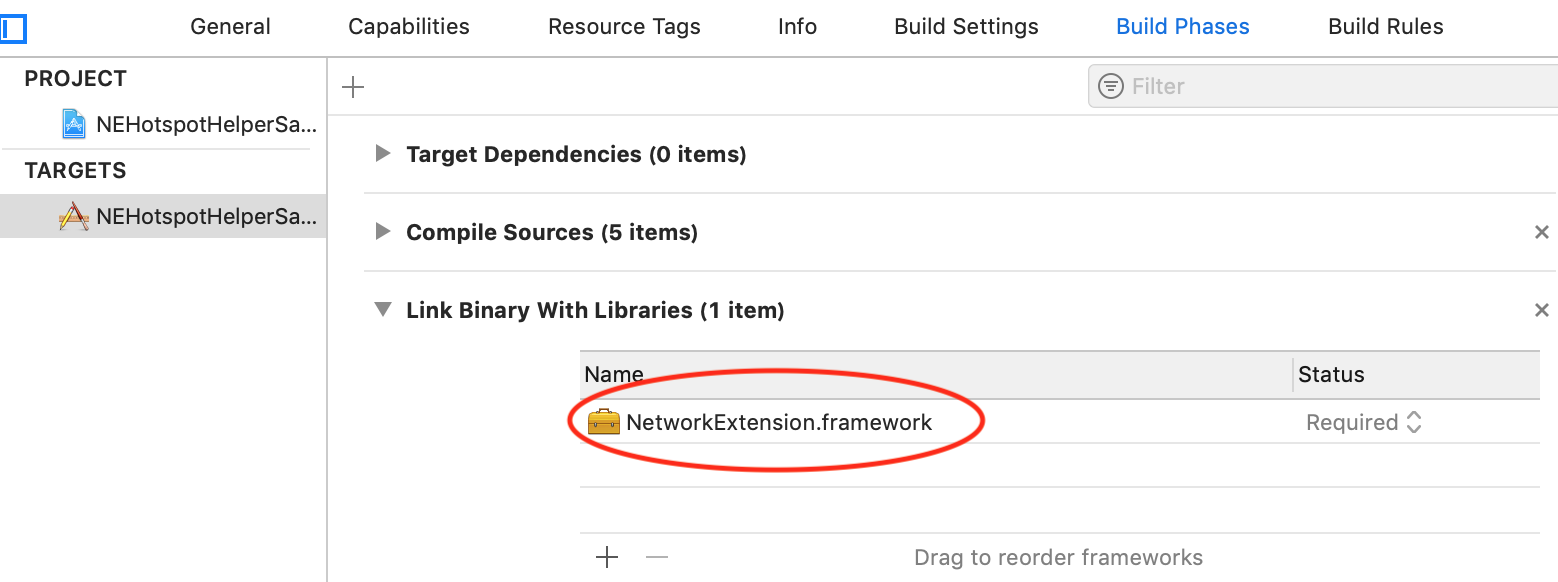 General Capabilities Resource Tags Info Build Settings Build Phases Build Rules
PROJECT
NEHotspotHelperSa...
TARGETS
NEHotspotHelperSa...
Filter
Target Dependencies (0 items)
Compile Sources (5 items)
Link Binary With Libraries (1 item)
Name Status
NetworkExtension.framework Required
Drag to reorder frameworks